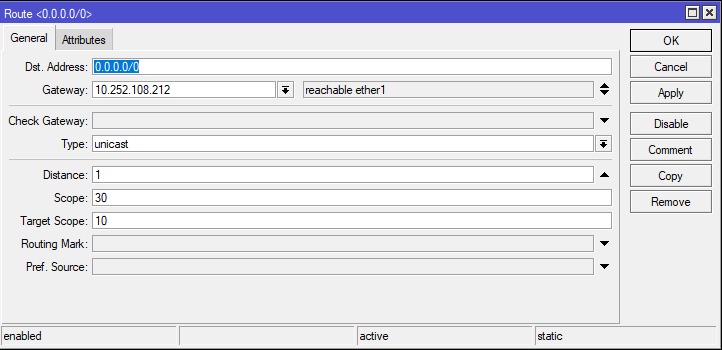 Route <0.0.0.0/0>
General Attributes
OK
Dst. Address: 0.0.0.0/0
Cancel
Gateway: 10.252.108.212 reachable ether1
Apply
Check Gateway:
Disable
Type: unicast
Comment
Distance: 1
Copy
Scope: 30
Remove
Target Scope: 10
Routing Mark:
Pref. Source:
enabled active static